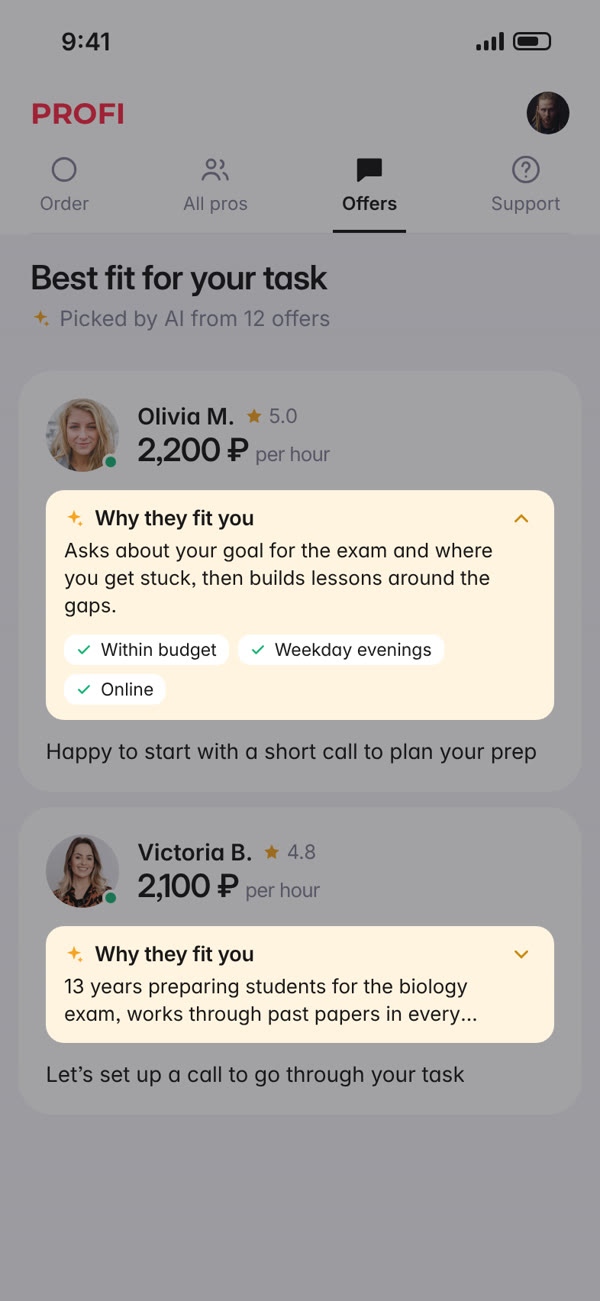 9:41
PROFI
Order
All pros
Offers
Support
Best fit for your task
Picked by AI from 12 offers
Olivia M. 5.0
2,200 ₽ per hour
Why they fit you
Asks about your goal for the exam and where
you get stuck, then builds lessons around the
gaps.
Within budget
Weekday evenings
Online
Happy to start with a short call to plan your prep
Victoria B. 4.8
2,100 ₽ per hour
Why they fit you
13 years preparing students for the biology
exam, works through past papers in every...
Let’s set up a call to go through your task